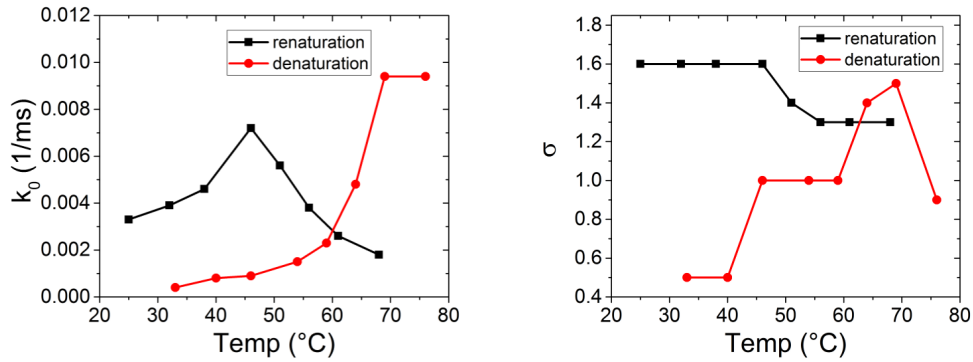 0.012
0.010
0.008
0.006
0.004
0.002
0.000
k₀ (1/ms)
renaturation
denaturation
20 30 40 50 60 70 80
Temp (°C)
1.8
1.6
1.4
1.2
1.0
0.8
0.6
0.4
σ
renaturation
denaturation
20 30 40 50 60 70 80
Temp (°C)